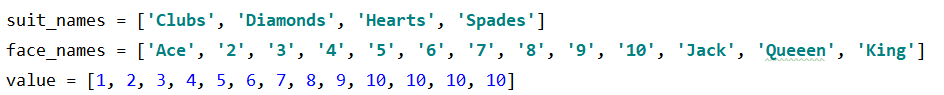 suit_names = ['Clubs', 'Diamonds', 'Hearts', 'Spades']
face_names = ['Ace', '2', '3', '4', '5', '6', '7', '8', '9', '10', 'Jack', 'Queeen', 'King']
value = [1, 2, 3, 4, 5, 6, 7, 8, 9, 10, 10, 10, 10]